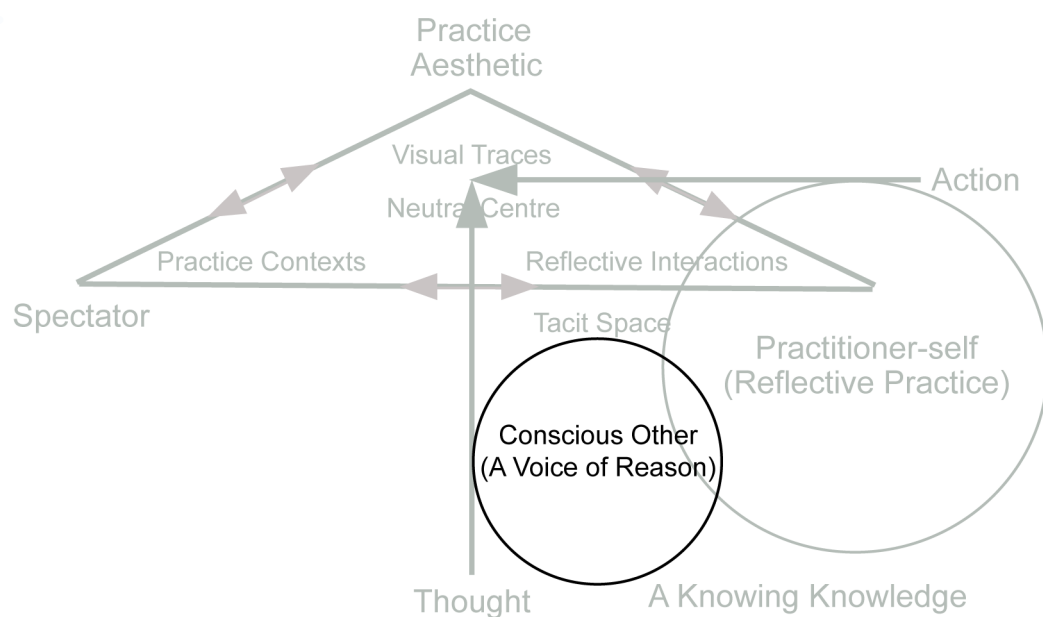 Practice
Aesthetic
Visual Traces
Action
Neutral Centre
Practice Contexts
Reflective Interactions
Spectator
Tacit Space
Practitioner-self
(Reflective Practice)
Conscious Other
(A Voice of Reason)
Thought
A Knowing Knowledge